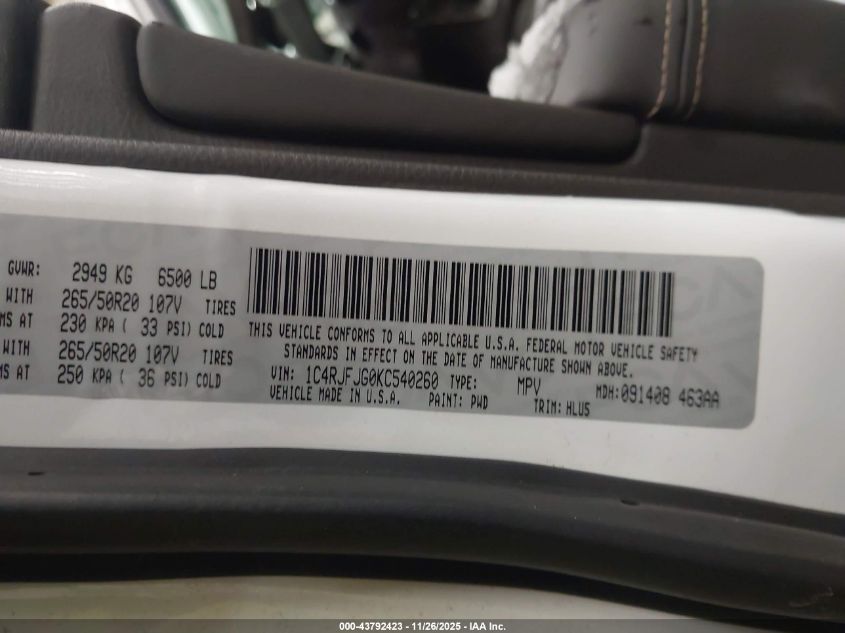 GVWR: 2949 KG 6500 LB
WITH 265/50R20 107V TIRES
MS AT 230 KPA ( 33 PSI) COLD
WITH 265/50R20 107V TIRES
MS AT 250 KPA ( 36 PSI) COLD
THIS VEHICLE CONFORMS TO ALL APPLICABLE U.S.A. FEDERAL MOTOR VEHICLE SAFETY
STANDARDS IN EFFECT ON THE DATE OF MANUFACTURE SHOWN ABOVE.
VIN: 1C4RJFJG0KC540260 TYPE: MPV MDH:091408 463AA
VEHICLE MADE IN U.S.A. PAINT: PWD TRIM: HLU5
000-43792423 - 11/26/2025 - IAA Inc.